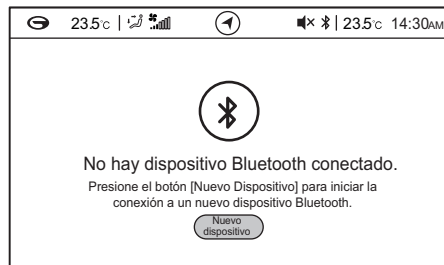 23.5°C | 23.5°C 14:30AM
No hay dispositivo Bluetooth conectado.
Presione el botón [Nuevo Dispositivo] para iniciar la
conexión a un nuevo dispositivo Bluetooth.
Nuevo
dispositivo